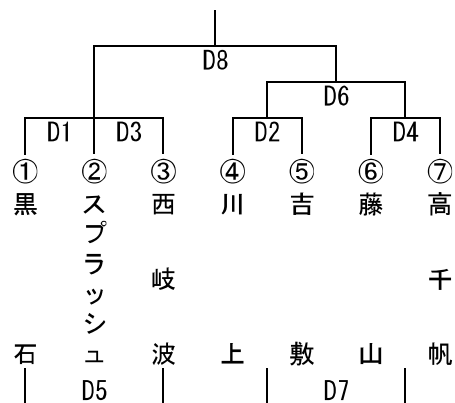 D8
D6
D1 D3 D2 D4
① ② ③ ④ ⑤ ⑥ ⑦
黒石
スプラッシュ
西岐波
川上
吉敷
藤山
高千帆
D5 D7